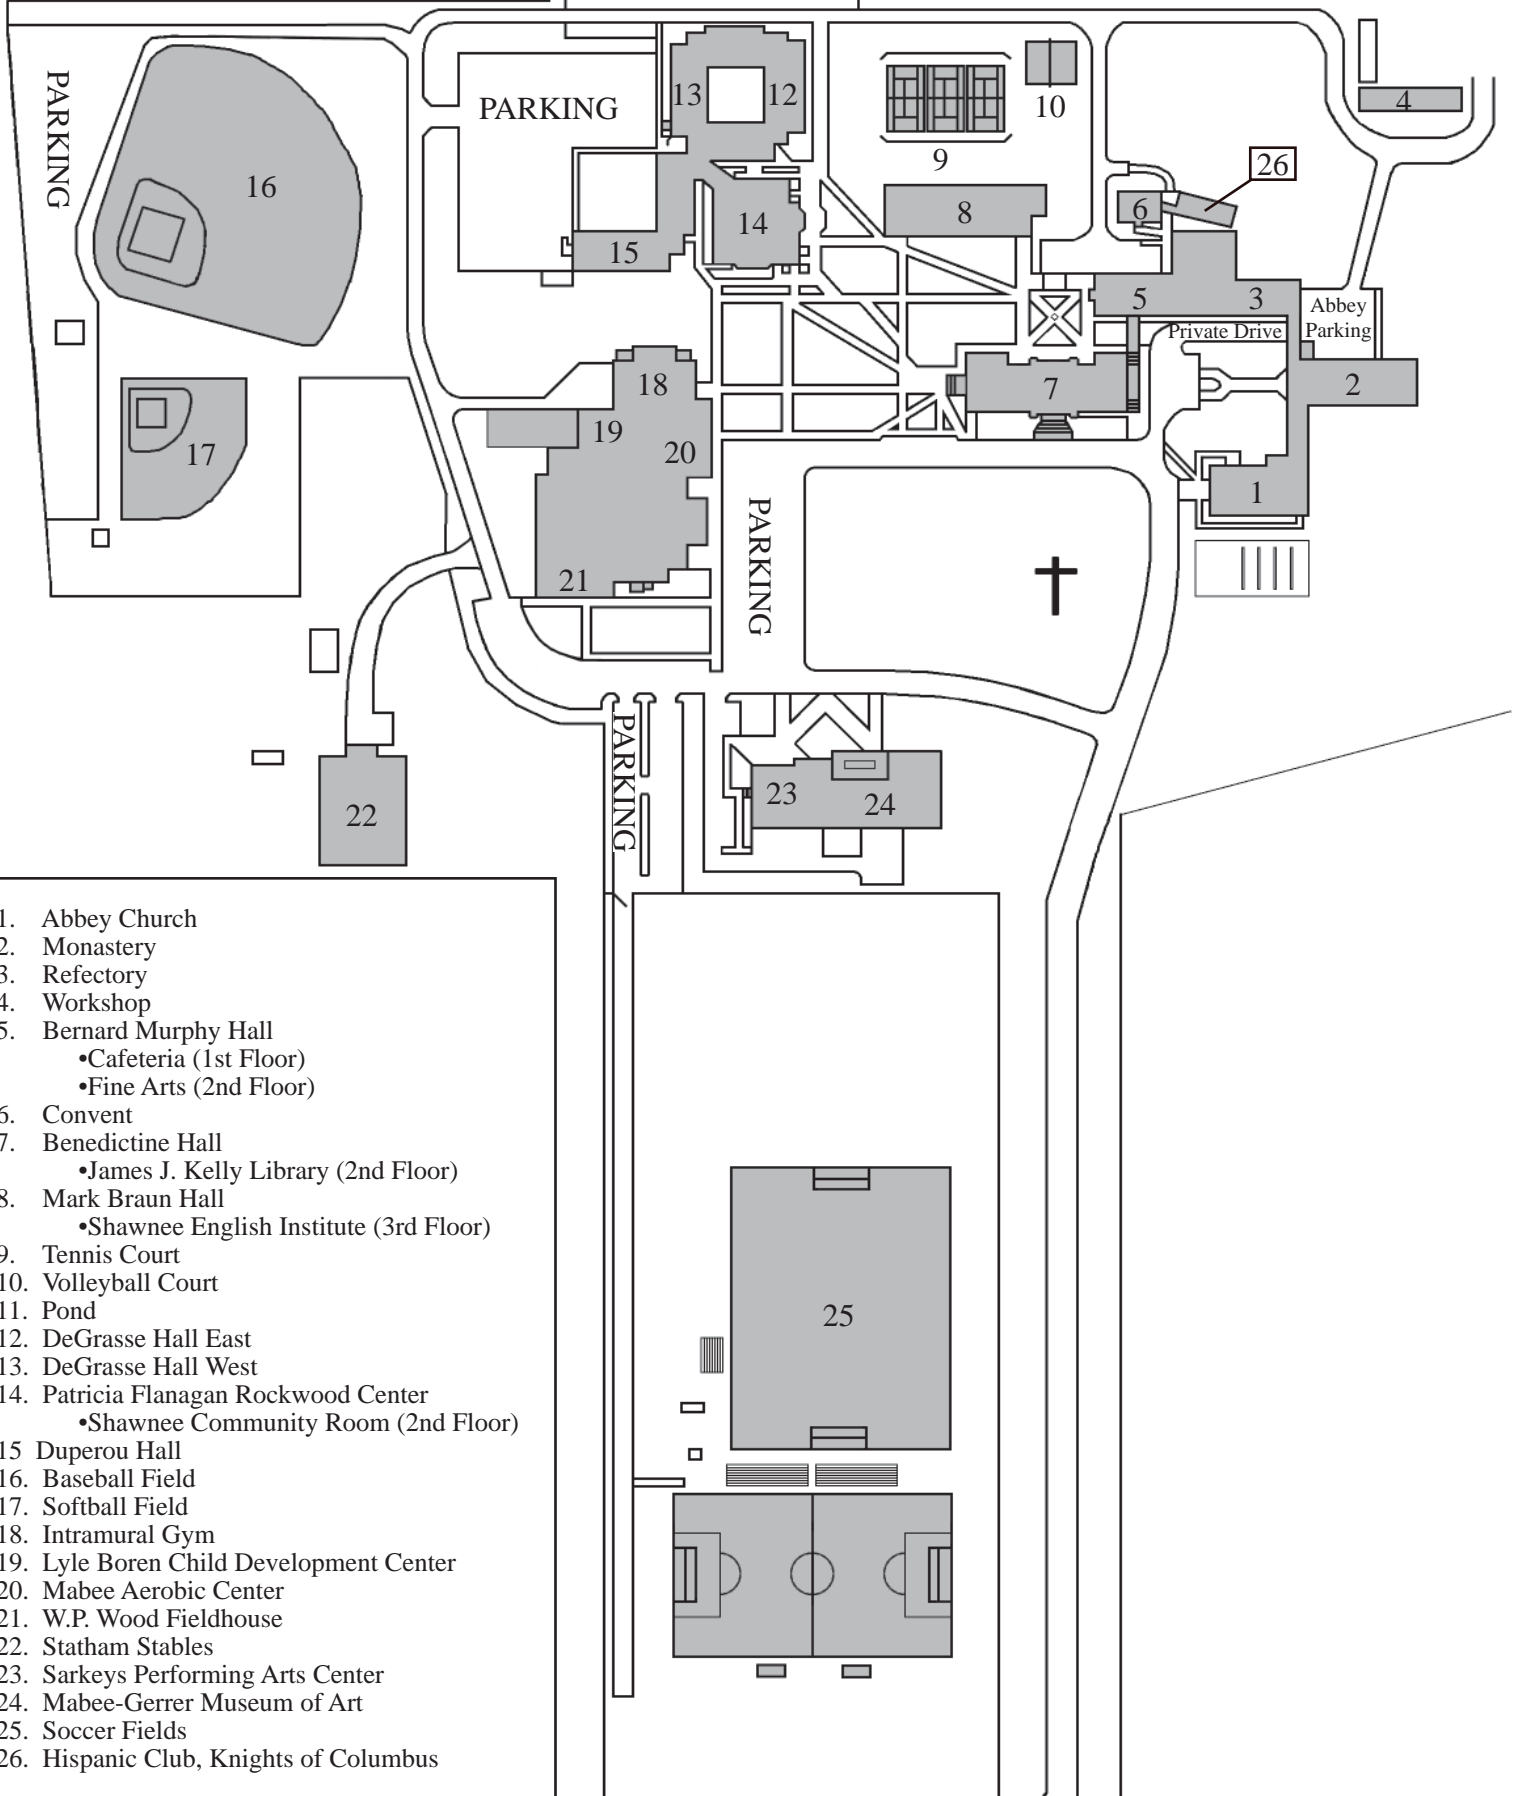 PARKING
PARKING
13
12
10
4
9
26
16
8
6
14
15
5
3
Abbey
Parking
Private Drive
18
7
2
19
20
17
1
PARKING
21
PARKING
23
24
22
1. Abbey Church
2. Monastery
3. Refectory
4. Workshop
5. Bernard Murphy Hall
•Cafeteria (1st Floor)
•Fine Arts (2nd Floor)
6. Convent
7. Benedictine Hall
•James J. Kelly Library (2nd Floor)
8. Mark Braun Hall
•Shawnee English Institute (3rd Floor)
9. Tennis Court
10. Volleyball Court
11. Pond
12. DeGrasse Hall East
13. DeGrasse Hall West
14. Patricia Flanagan Rockwood Center
•Shawnee Community Room (2nd Floor)
15 Duperou Hall
16. Baseball Field
17. Softball Field
18. Intramural Gym
19. Lyle Boren Child Development Center
20. Mabee Aerobic Center
21. W.P. Wood Fieldhouse
22. Statham Stables
23. Sarkeys Performing Arts Center
24. Mabee-Gerrer Museum of Art
25. Soccer Fields
26. Hispanic Club, Knights of Columbus
25